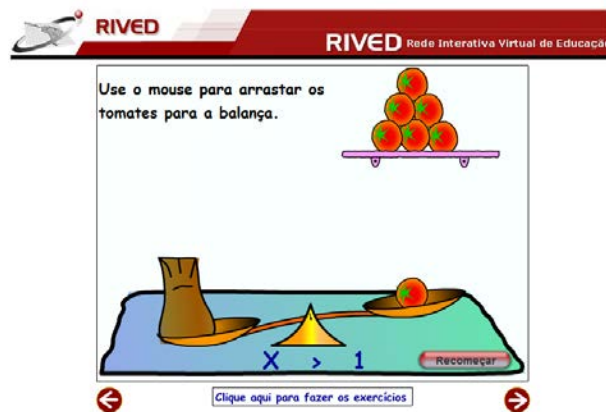 RIVED
RIVED Rede Interativa Virtual de Educação
Use o mouse para arrastar os
tomates para a balança.
X > 1
Recomeçar
Clique aqui para fazer os exercícios